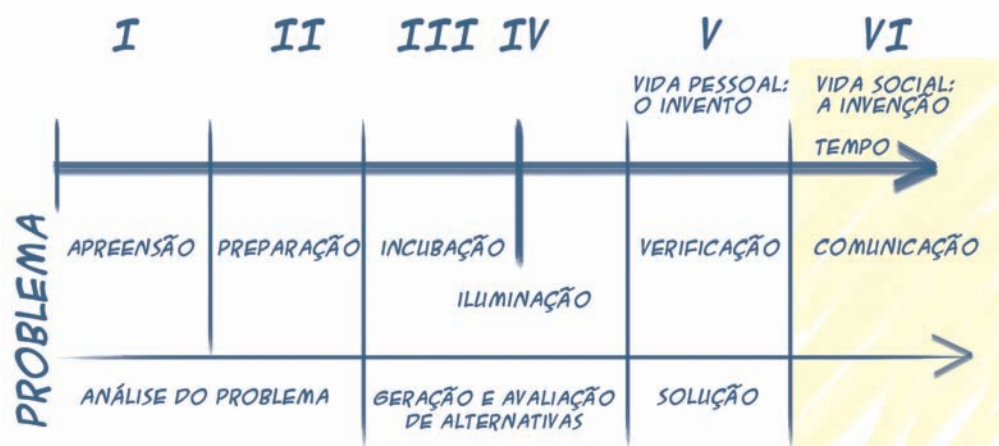 I II III IV V VI
VIDA PESSOAL:
O INVENTO
VIDA SOCIAL:
A INVENÇÃO
TEMPO
PROBLEMA
APREENSÃO PREPARAÇÃO INCUBAÇÃO VERIFICAÇÃO COMUNICAÇÃO
ILUMINAÇÃO
ANÁLISE DO PROBLEMA
GERAÇÃO E AVALIAÇÃO
DE ALTERNATIVAS
SOLUÇÃO